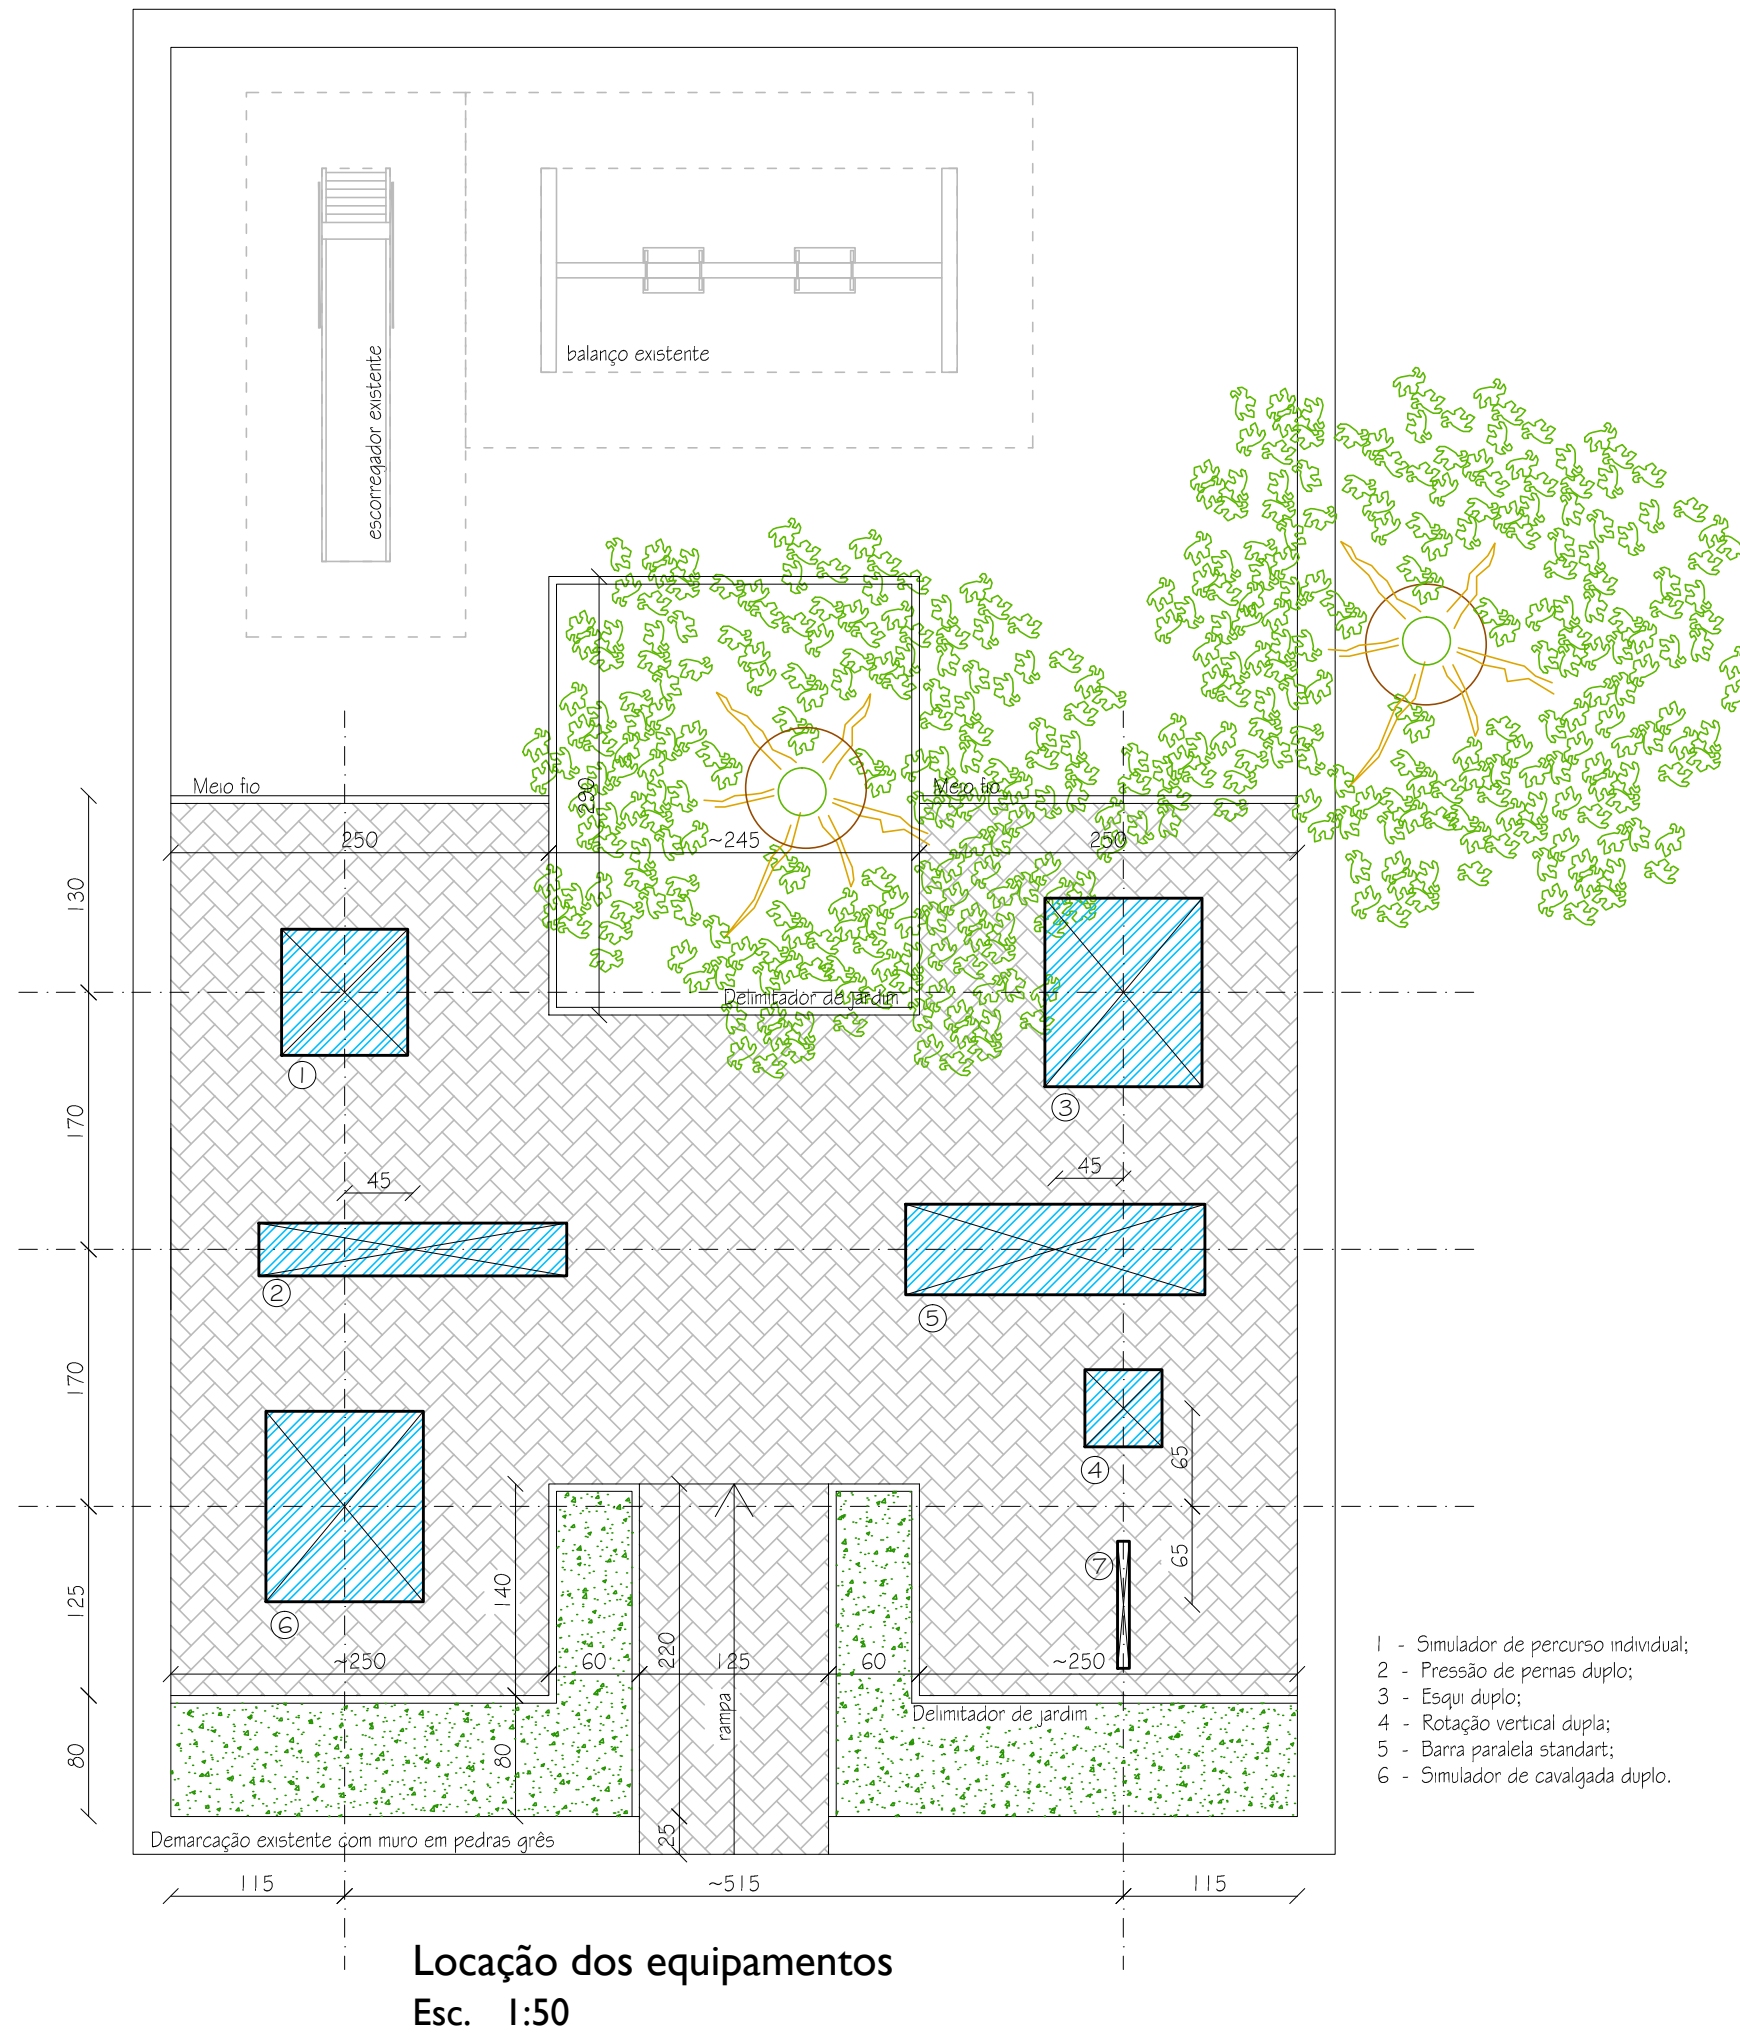 balanço existente
escorregador existente
Meio fio
Meio fio
290
250
~245
250
130
Delimitador de jardim
1
3
170
45
45
2
5
170
4
65
7
65
140
6
125
220
~250
60
125
60
~250
rampa
Delimitador de jardim
80
80
25
Demarcação existente com muro em pedras grês
115
~515
115
1 - Simulador de percurso individual;
2 - Pressão de pernas duplo;
3 - Esqui duplo;
4 - Rotação vertical dupla;
5 - Barra paralela standart;
6 - Simulador de cavalgada duplo.
Locação dos equipamentos
Esc. 1:50